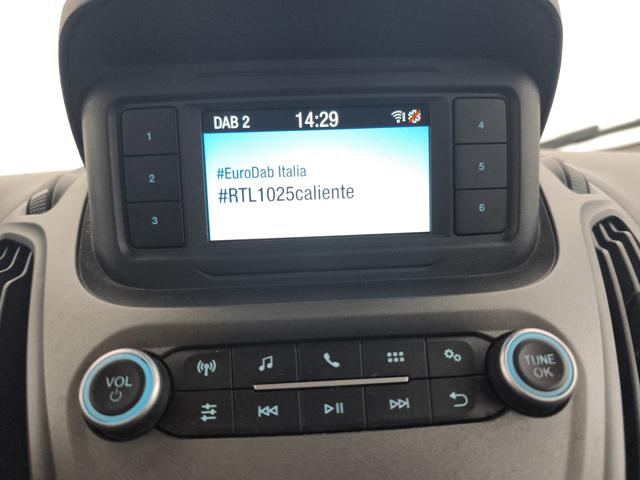 DAB 2 14:29
1
4
#EuroDab Italia
2
5
#RTL1025caliente
3
6
VOL
TUNE
OK